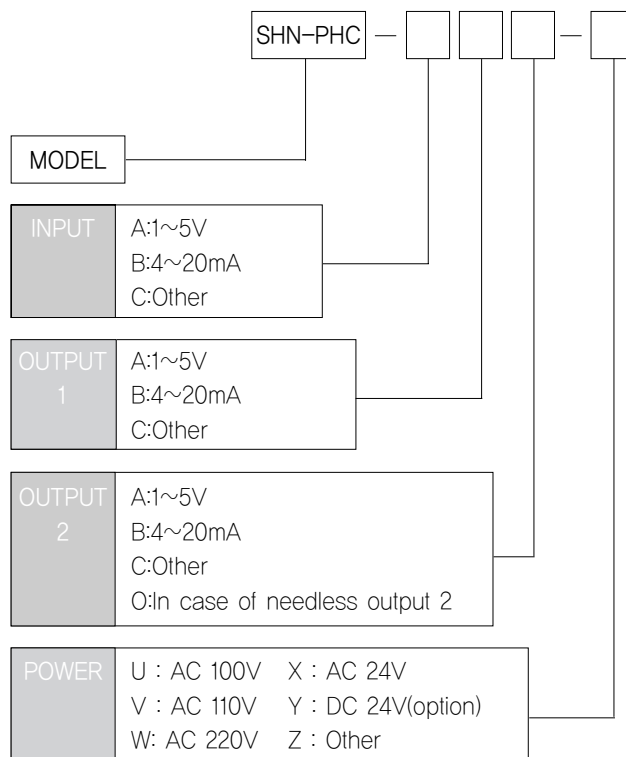 SHN-PHC — —
MODEL
INPUT
A:1~5V
B:4~20mA
C:Other
OUTPUT
1
A:1~5V
B:4~20mA
C:Other
OUTPUT
2
A:1~5V
B:4~20mA
C:Other
O:In case of needless output 2
POWER
U : AC 100V X : AC 24V
V : AC 110V Y : DC 24V(option)
W: AC 220V Z : Other